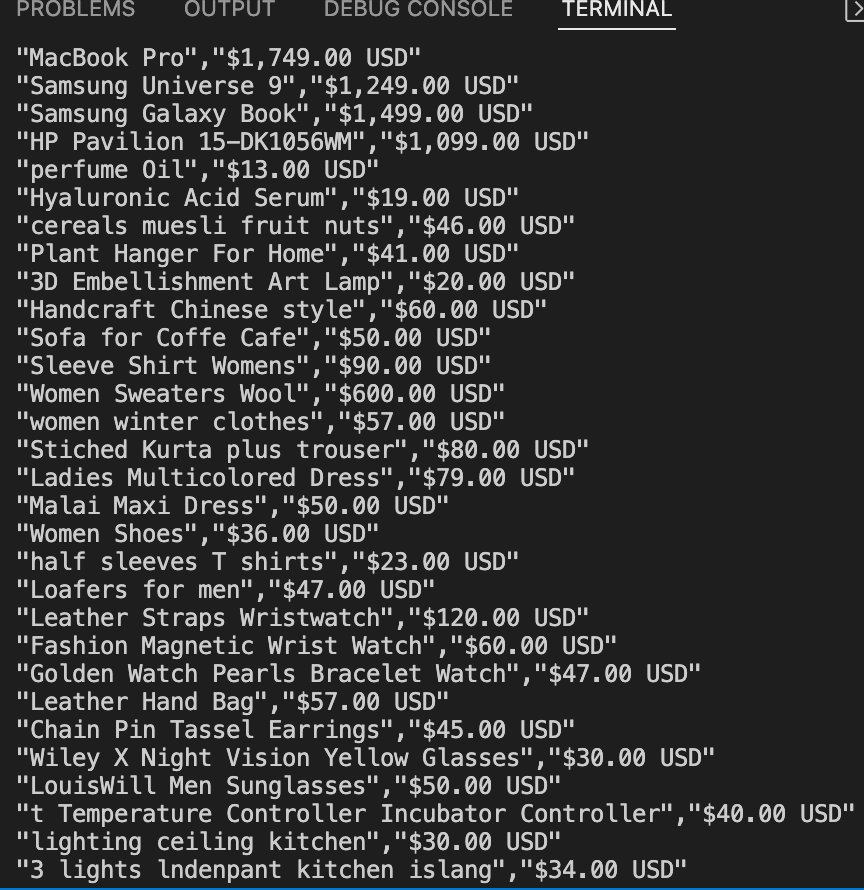 PROBLEMS OUTPUT DEBUG CONSOLE TERMINAL
"MacBook Pro","$1,749.00 USD"
"Samsung Universe 9","$1,249.00 USD"
"Samsung Galaxy Book","$1,499.00 USD"
"HP Pavilion 15-DK1056WM","$1,099.00 USD"
"perfume Oil","$13.00 USD"
"Hyaluronic Acid Serum","$19.00 USD"
"cereals muesli fruit nuts","$46.00 USD"
"Plant Hanger For Home","$41.00 USD"
"3D Embellishment Art Lamp","$20.00 USD"
"Handcraft Chinese style","$60.00 USD"
"Sofa for Coffe Cafe","$50.00 USD"
"Sleeve Shirt Womens","$90.00 USD"
"Women Sweaters Wool","$600.00 USD"
"women winter clothes","$57.00 USD"
"Stiched Kurta plus trouser","$80.00 USD"
"Ladies Multicolored Dress","$79.00 USD"
"Malai Maxi Dress","$50.00 USD"
"Women Shoes","$36.00 USD"
"half sleeves T shirts","$23.00 USD"
"Loafers for men","$47.00 USD"
"Leather Straps Wristwatch","$120.00 USD"
"Fashion Magnetic Wrist Watch","$60.00 USD"
"Golden Watch Pearls Bracelet Watch","$47.00 USD"
"Leather Hand Bag","$57.00 USD"
"Chain Pin Tassel Earrings","$45.00 USD"
"Wiley X Night Vision Yellow Glasses","$30.00 USD"
"LouisWill Men Sunglasses","$50.00 USD"
"t Temperature Controller Incubator Controller","$40.00 USD"
"lighting ceiling kitchen","$30.00 USD"
"3 lights lndenpant kitchen islang","$34.00 USD"